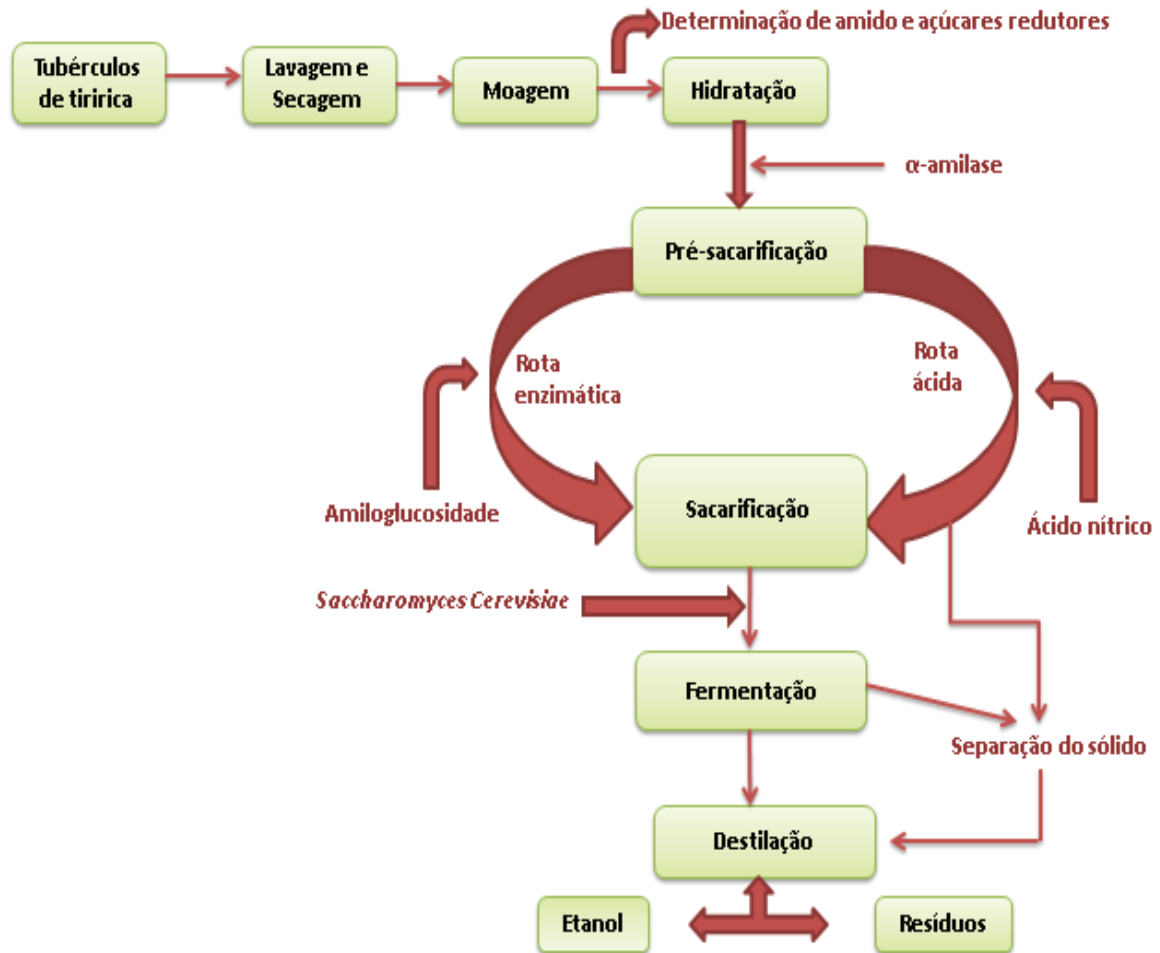 Determinação de amido e açúcares redutores
Tubérculos
de tiririca
Lavagem e
Secagem
Moagem
Hidratação
α-amilase
Pré-sacarificação
Rota
enzimática
Rota
ácida
Amiloglucosidade
Sacarificação
Ácido nítrico
Saccharomyces Cerevisiae
Fermentação
Separação do sólido
Destilação
Etanol
Resíduos